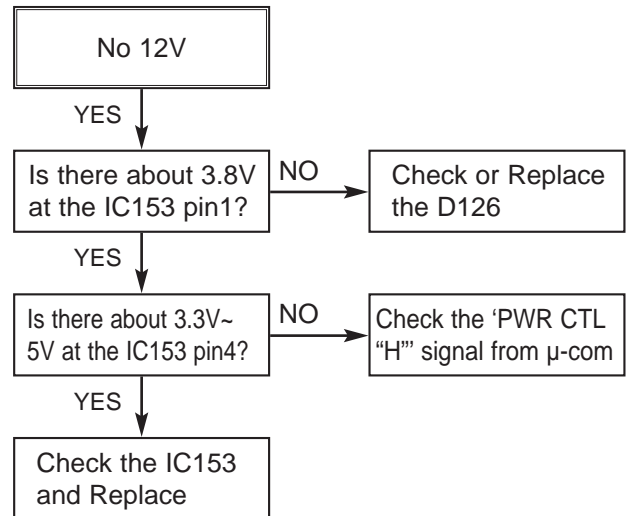 No 12V
YES
Is there about 3.8V
at the IC153 pin1?
NO
Check or Replace
the D126
YES
Is there about 3.3V~
5V at the IC153 pin4?
NO
Check the ‘PWR CTL
“H”’ signal from µ-com
YES
Check the IC153
and Replace